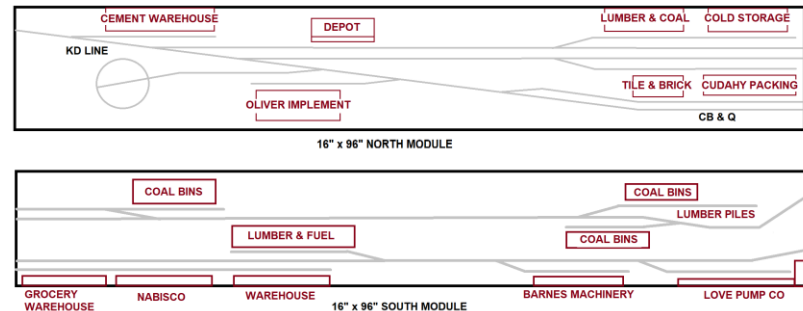 CEMENT WAREHOUSE
DEPOT
LUMBER & COAL
COLD STORAGE
KD LINE
OLIVER IMPLEMENT
TILE & BRICK
CUDAHY PACKING
CB & Q
16" x 96" NORTH MODULE
COAL BINS
COAL BINS
LUMBER PILES
LUMBER & FUEL
COAL BINS
GROCERY
WAREHOUSE
NABISCO
WAREHOUSE
BARNES MACHINERY
LOVE PUMP CO
16" x 96" SOUTH MODULE